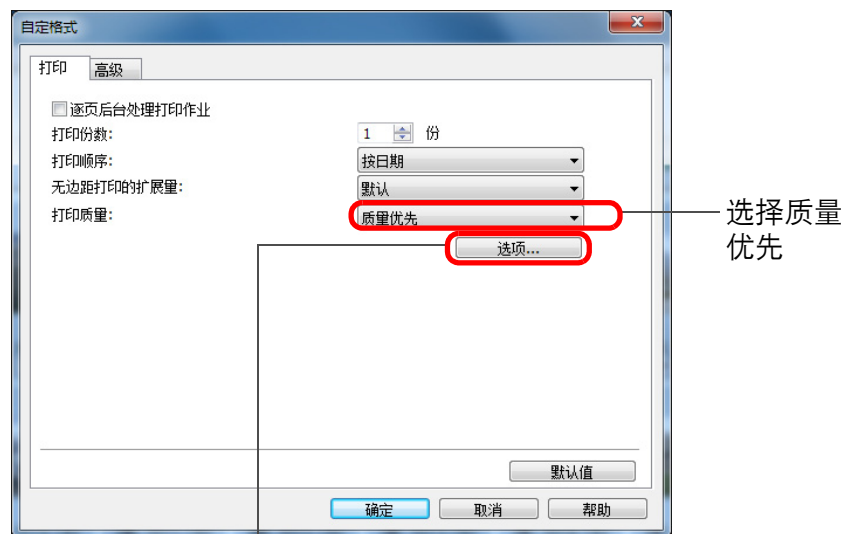 自定格式
打印 高级
逐页后台处理打印作业
打印份数: 1 份
打印顺序: 按日期
无边距打印的扩展量: 默认
打印质量: 质量优先
选择质量
优先
选项...
默认值
确定 取消 帮助